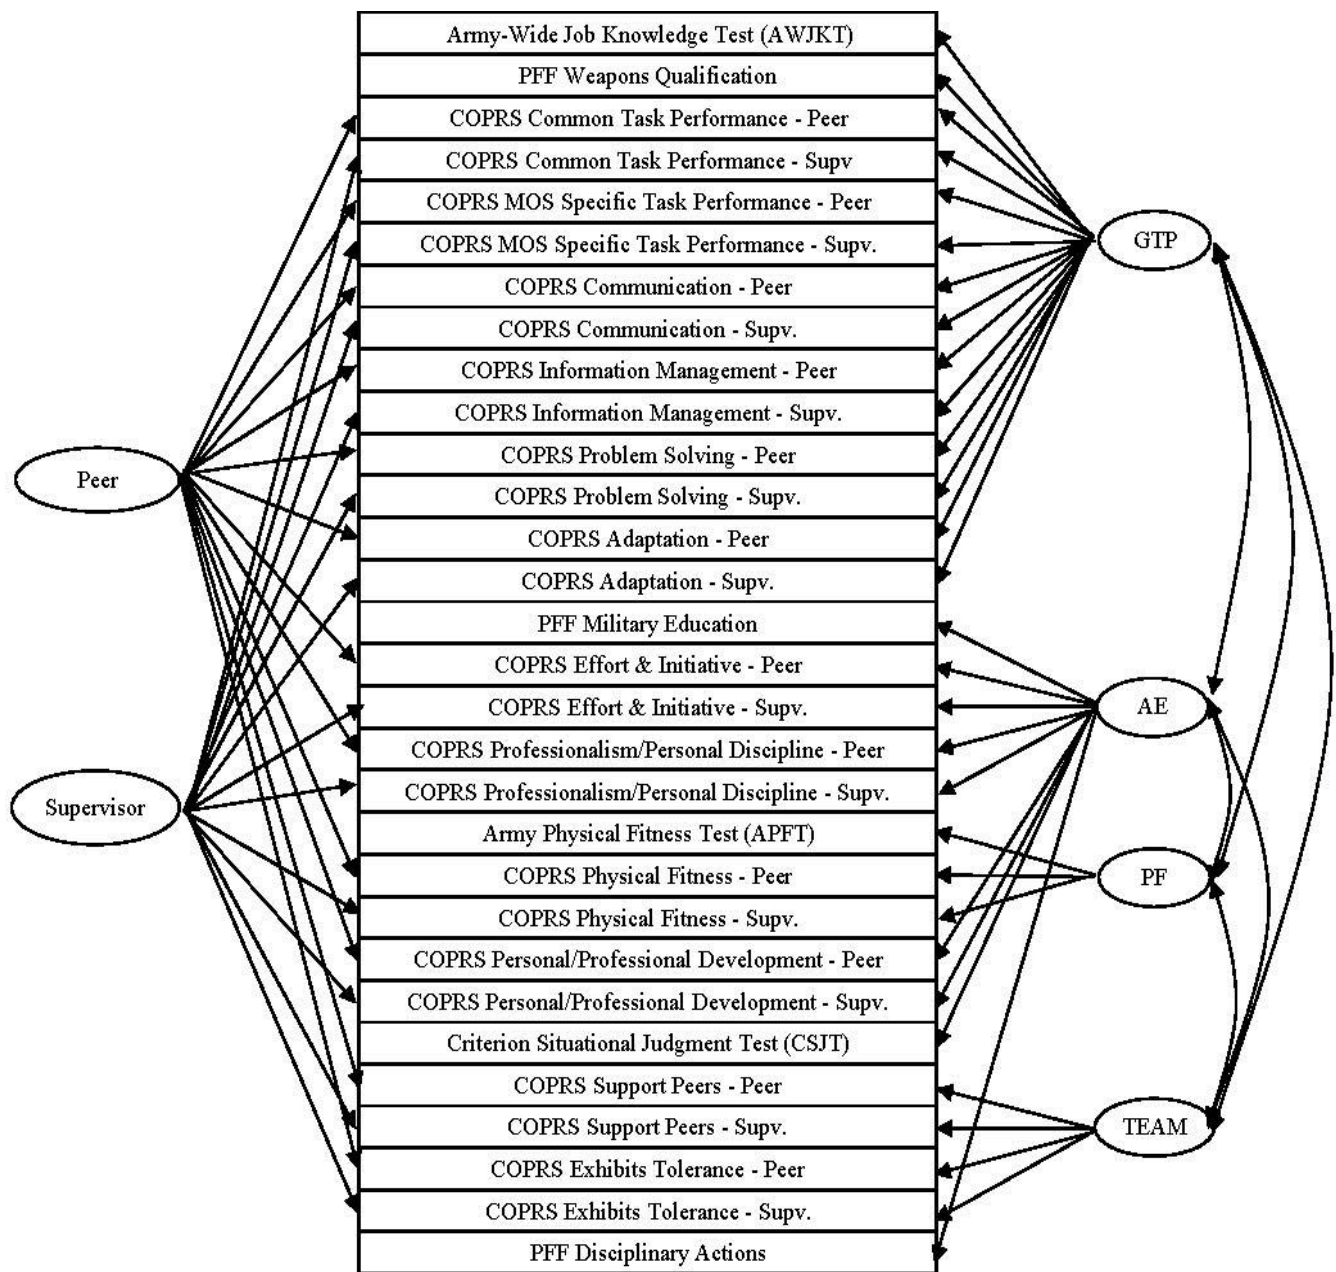 Army-Wide Job Knowledge Test (AWJKT)
PFF Weapons Qualification
COPRS Common Task Performance - Peer
COPRS Common Task Performance - Supv
COPRS MOS Specific Task Performance - Peer
COPRS MOS Specific Task Performance - Supv.
GTP
COPRS Communication - Peer
COPRS Communication - Supv.
COPRS Information Management - Peer
COPRS Information Management - Supv.
COPRS Problem Solving - Peer
Peer
COPRS Problem Solving - Supv.
COPRS Adaptation - Peer
COPRS Adaptation - Supv.
PFF Military Education
COPRS Effort & Initiative - Peer
COPRS Effort & Initiative - Supv.
AE
COPRS Professionalism/Personal Discipline - Peer
COPRS Professionalism/Personal Discipline - Supv.
Supervisor
Army Physical Fitness Test (APFT)
COPRS Physical Fitness - Peer
PF
COPRS Physical Fitness - Supv.
COPRS Personal/Professional Development - Peer
COPRS Personal/Professional Development - Supv.
Criterion Situational Judgment Test (CSJT)
COPRS Support Peers - Peer
COPRS Support Peers - Supv.
TEAM
COPRS Exhibits Tolerance - Peer
COPRS Exhibits Tolerance - Supv.
PFF Disciplinary Actions